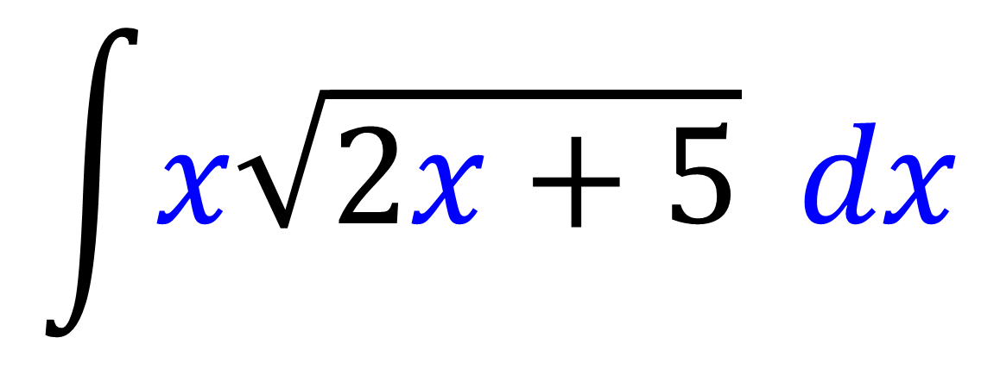 ∫ x√(2x + 5) dx